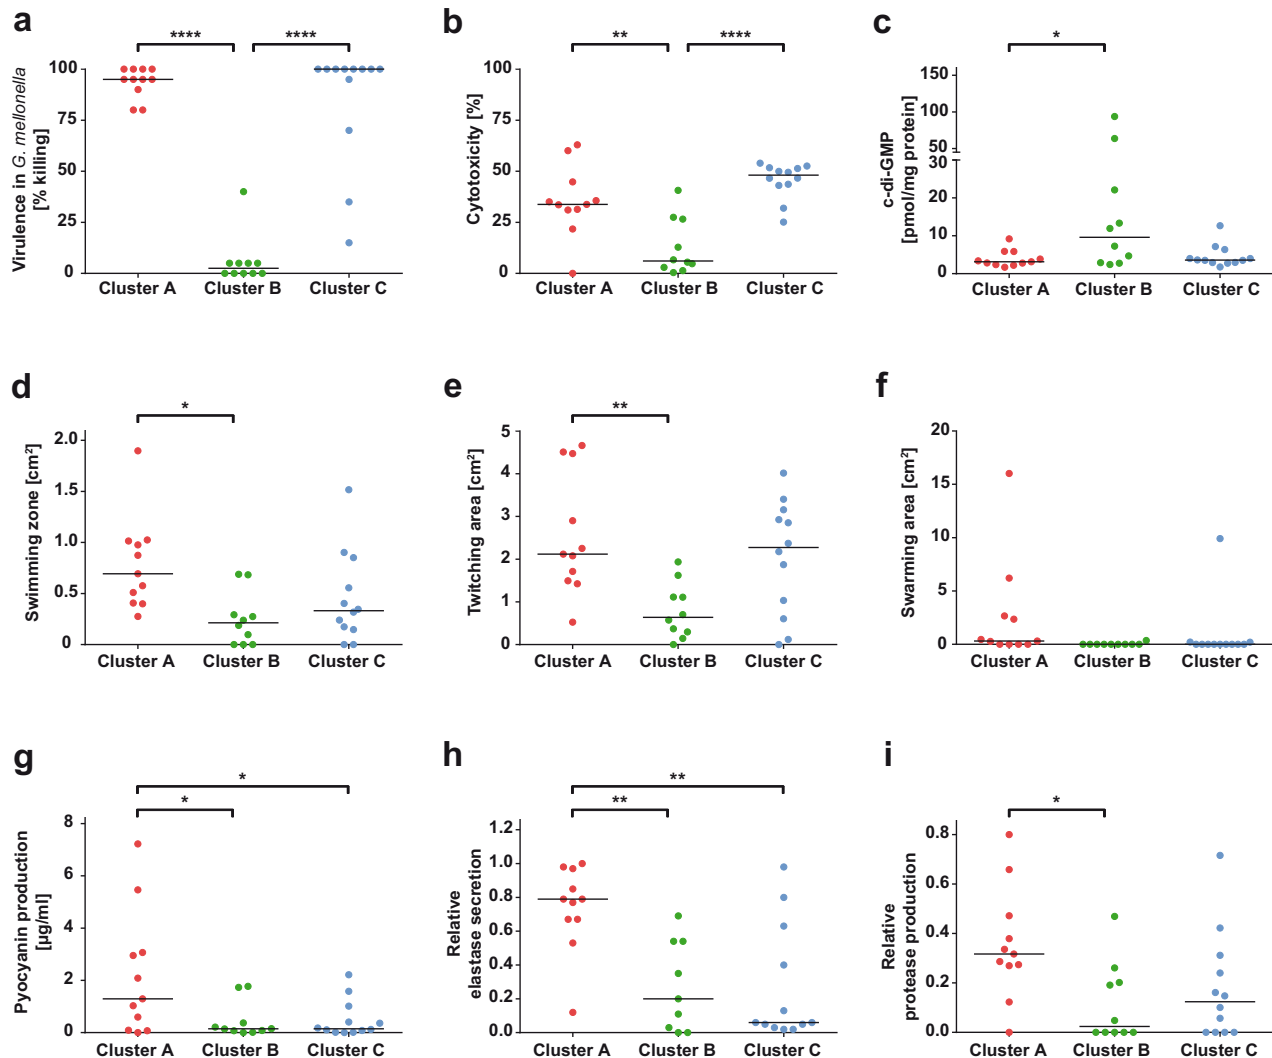 a
**** ****
Virulence in G. mellonella
[% killing]
100
75
50
25
0
Cluster A Cluster B Cluster C
b
** ****
Cytotoxicity [%]
100
75
50
25
0
Cluster A Cluster B Cluster C
c
*
c-di-GMP
[pmol/mg protein]
150
100
50
30
20
10
0
Cluster A Cluster B Cluster C
d
*
Swimming zone [cm²]
2.0
1.5
1.0
0.5
0
Cluster A Cluster B Cluster C
e
**
Twitching area [cm²]
5
4
3
2
1
0
Cluster A Cluster B Cluster C
f
Swarming area [cm²]
20
15
10
5
0
Cluster A Cluster B Cluster C
g
*
*
Pyocyanin production
[µg/ml]
8
6
4
2
0
Cluster A Cluster B Cluster C
h
**
**
Relative
elastase secretion
1.2
1.0
0.8
0.6
0.4
0.2
0.0
Cluster A Cluster B Cluster C
i
*
Relative
protease production
0.8
0.6
0.4
0.2
0.0
Cluster A Cluster B Cluster C